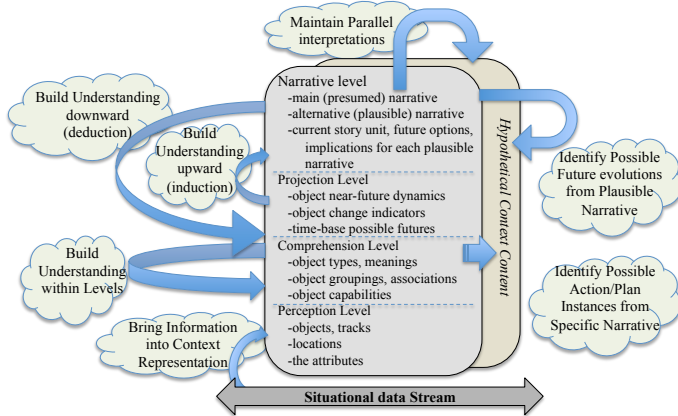 Maintain Parallel
interpretations
Build Understanding
downward
(deduction)
Build
Understanding
upward
(induction)
Build
Understanding
within Levels
Bring Information
into Context
Representation
Narrative level
-main (presumed) narrative
-alternative (plausible) narrative
-current story unit, future options,
implications for each plausible
narrative
Projection Level
-object near-future dynamics
-object change indicators
-time-base possible futures
Comprehension Level
-object types, meanings
-object groupings, associations
-object capabilities
Perception Level
-objects, tracks
-locations
-the attributes
Hypothetical Context Content
Identify Possible
Future evolutions
from Plausible
Narrative
Identify Possible
Action/Plan
Instances from
Specific Narrative
Situational data Stream